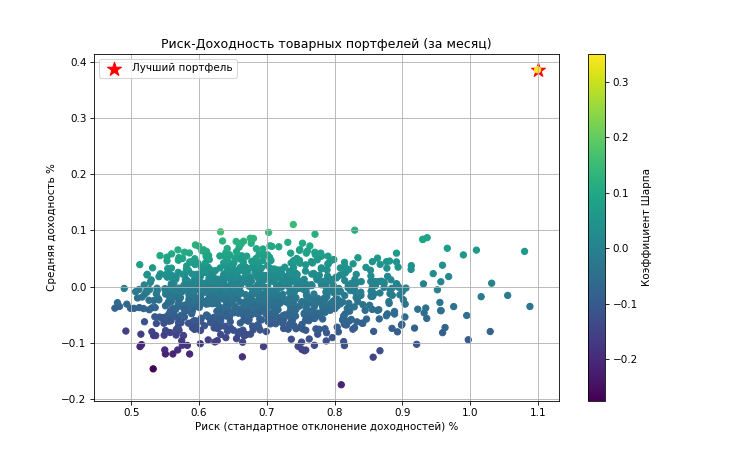 Риск-Доходность товарных портфелей (за месяц)
Лучший портфель
Средняя доходность %
0.4
0.3
0.2
0.1
0.0
−0.1
−0.2
0.5 0.6 0.7 0.8 0.9 1.0 1.1
Риск (стандартное отклонение доходностей) %
0.3
0.2
0.1
0.0
−0.1
−0.2
Коэффициент Шарпа